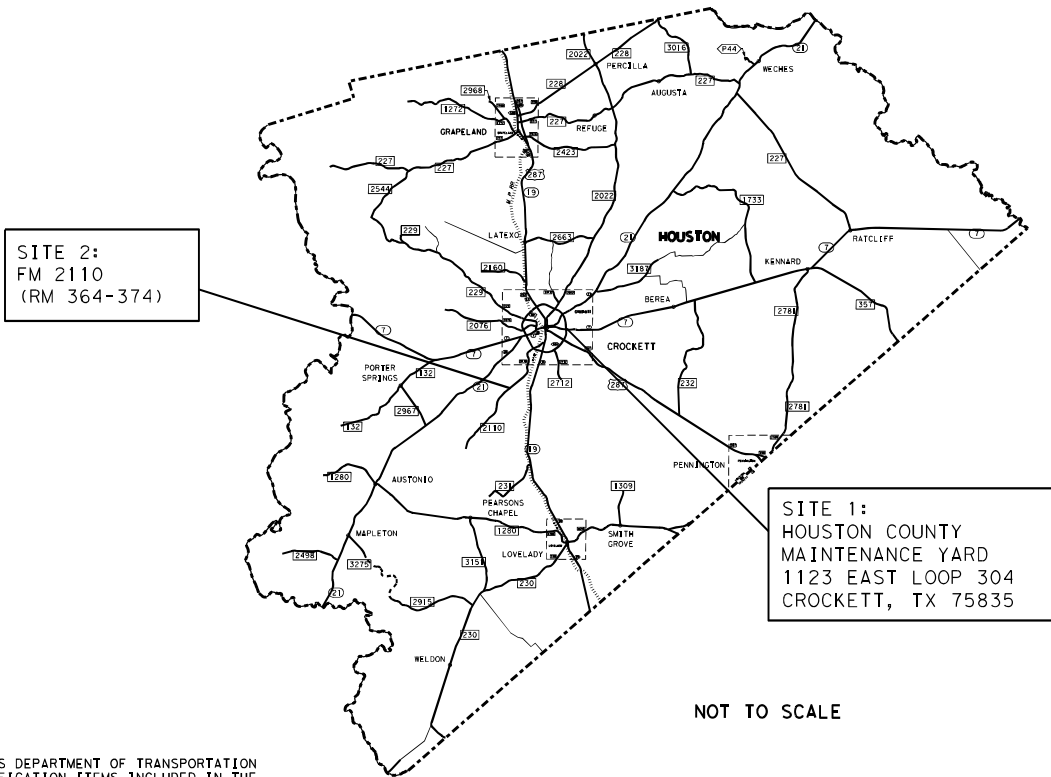 2022
228
3016
P44
21
PERCILLA
WECHES
2968
228
AUGUSTA
227
1272
GRAPELAND
227
REFUGE
2423
227
227
287
227
2544
19
2022
1733
229
LATEXO
2663
21
HOUSTON
7
RATCLIFF
7
SITE 2:
FM 2110
(RM 364-374)
2160
3187
KENNARD
229
BEREA
357
2076
7
2781
7
7
CROCKETT
PORTER
SPRINGS
132
21
2712
287
232
2967
132
2110
2781
19
PENNINGTON
1280
AUSTONIO
231
1309
PEARSONS
CHAPEL
SITE 1:
HOUSTON COUNTY
MAINTENANCE YARD
1123 EAST LOOP 304
CROCKETT, TX 75835
MAPLETON
1280
SMITH
GROVE
LOVELADY
2498
3275
3151
230
21
2915
230
WELDON
NOT TO SCALE
S DEPARTMENT OF TRANSPORTATION
ITEMS INCLUDED IN THE